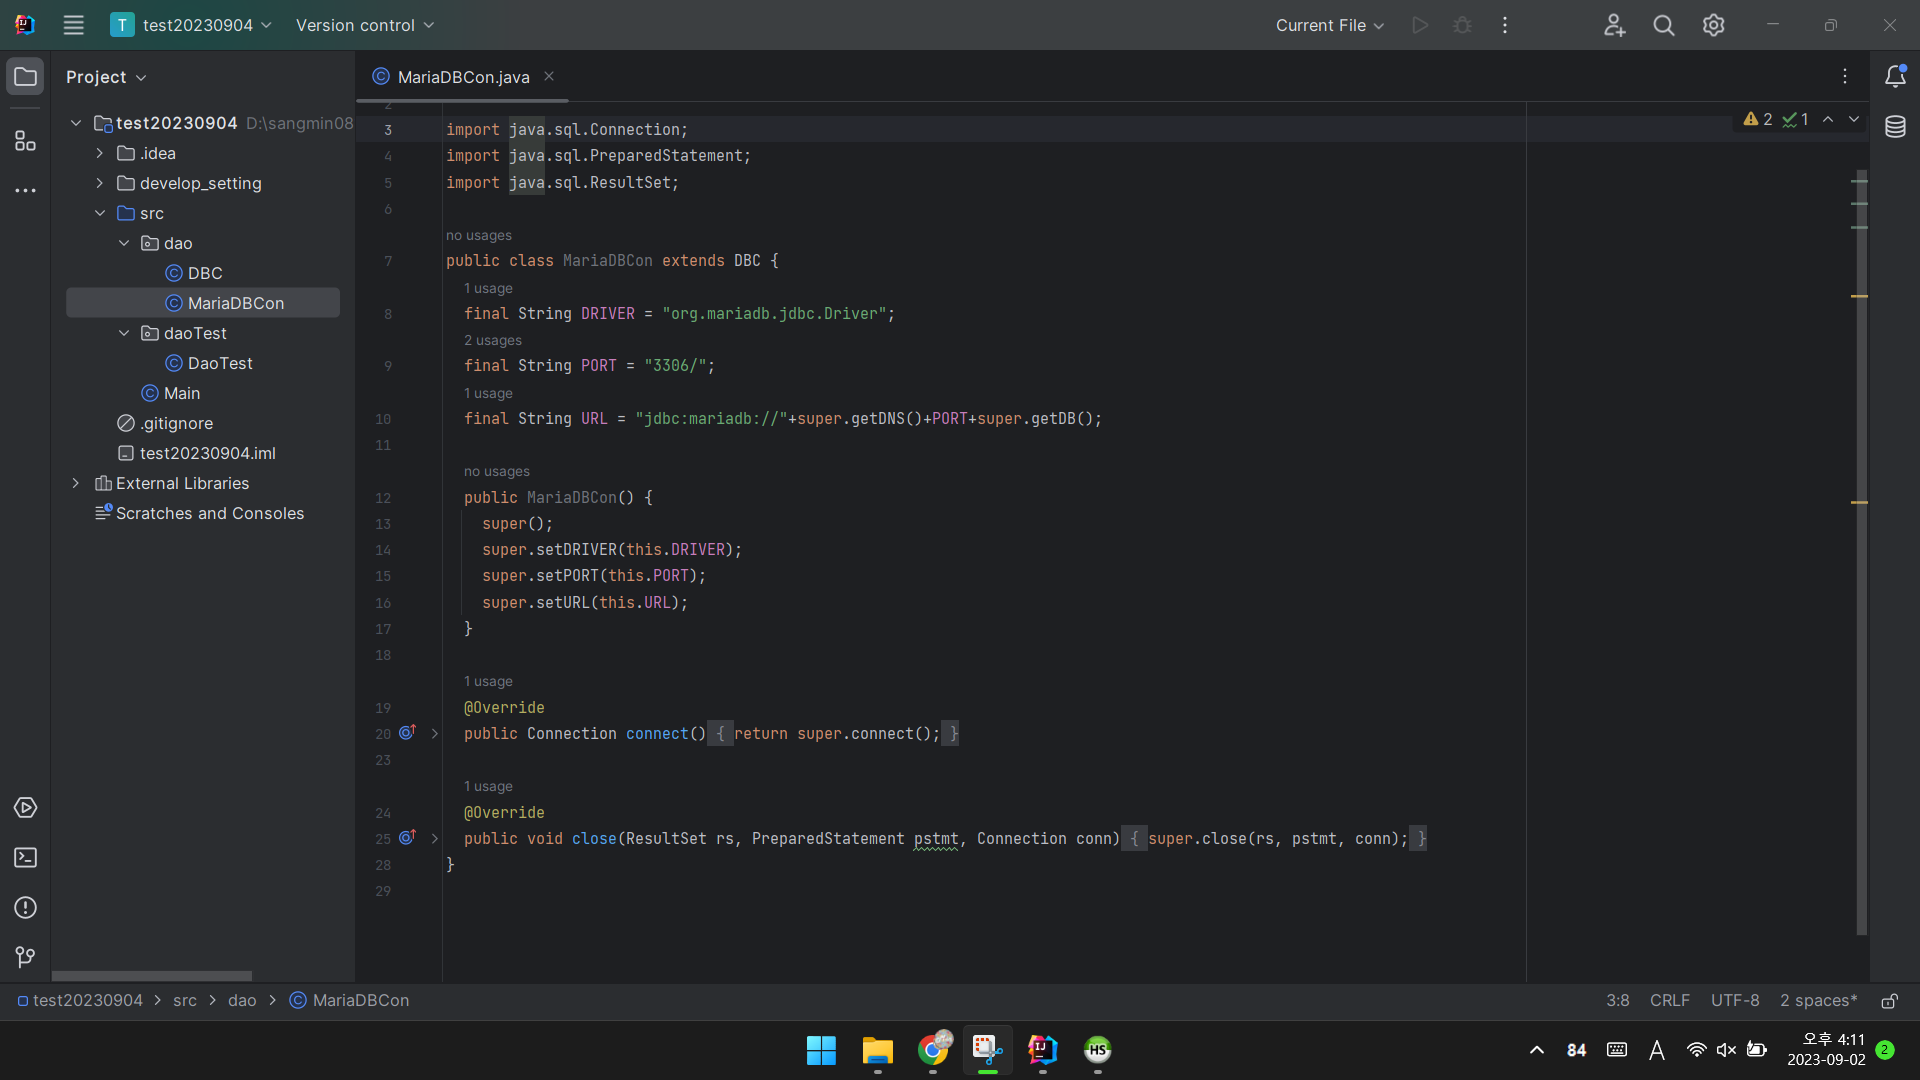 test20230904
Version control
Current File
Project
MariaDBCon.java
test20230904 D:\sangmin08
.idea
develop_setting
src
dao
DBC
MariaDBCon
daoTest
DaoTest
Main
.gitignore
test20230904.iml
External Libraries
Scratches and Consoles
2 1
2
3 import java.sql.Connection;
4 import java.sql.PreparedStatement;
5 import java.sql.ResultSet;
6
no usages
7 public class MariaDBCon extends DBC {
1 usage
8 final String DRIVER = "org.mariadb.jdbc.Driver";
2 usages
9 final String PORT = "3306/";
1 usage
10 final String URL = "jdbc:mariadb://"+super.getDNS()+PORT+super.getDB();
11
no usages
12 public MariaDBCon() {
13 super();
14 super.setDRIVER(this.DRIVER);
15 super.setPORT(this.PORT);
16 super.setURL(this.URL);
17 }
18
1 usage
19 @Override
20 public Connection connect() { return super.connect(); }
23
1 usage
24 @Override
25 public void close(ResultSet rs, PreparedStatement pstmt, Connection conn) { super.close(rs, pstmt, conn); }
28 }
29
test20230904 > src > dao > MariaDBCon
3:8 CRLF UTF-8 2 spaces*
84 A 오후 4:11
2023-09-02 2